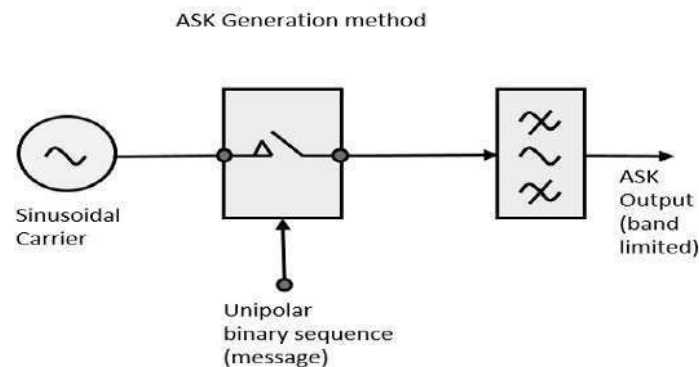 ASK Generation method
Sinusoidal
Carrier
Unipolar
binary sequence
(message)
ASK
Output
(band
limited)